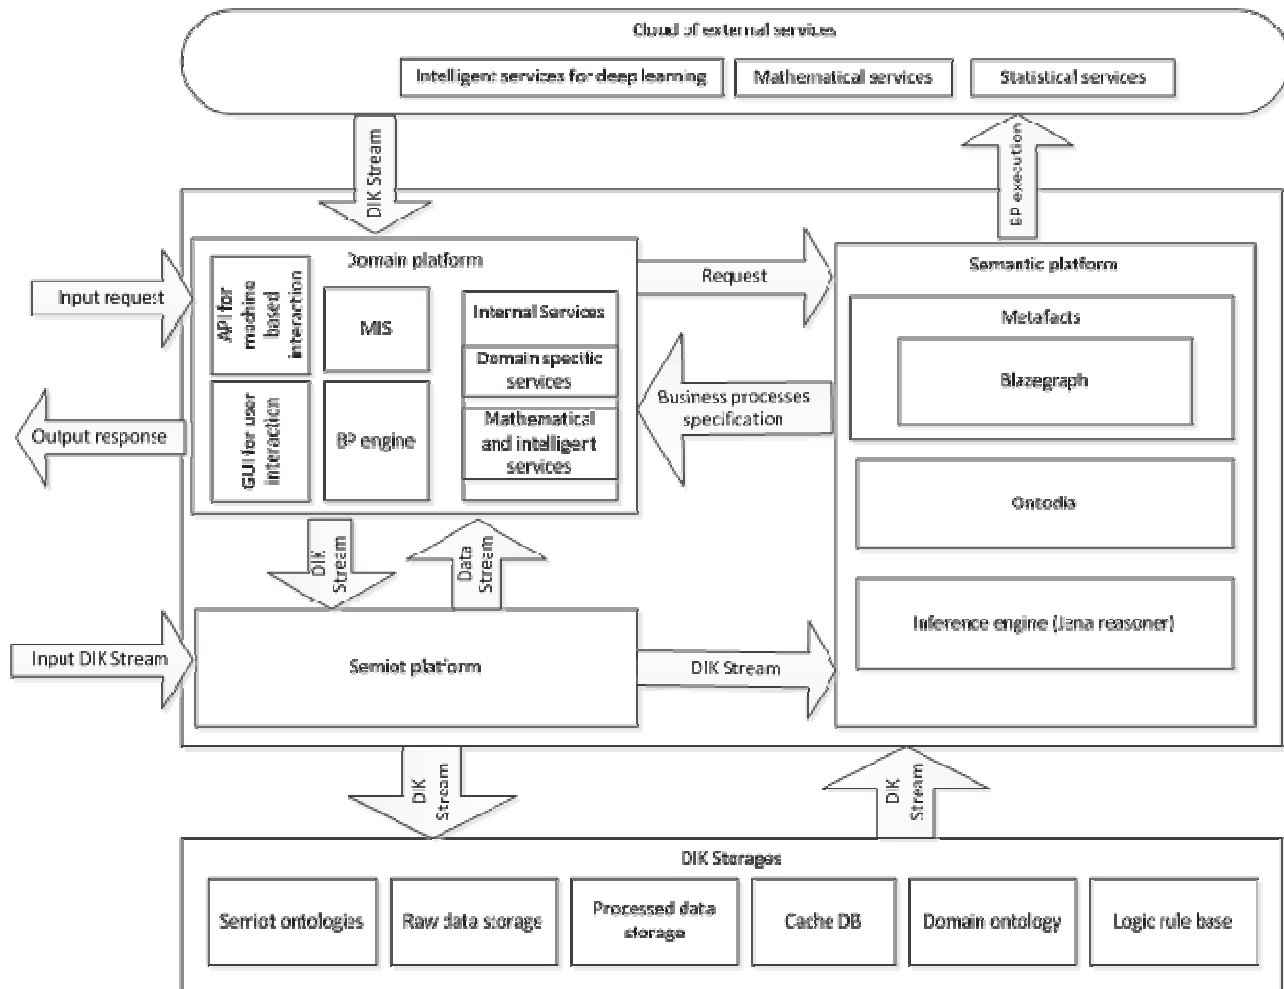 Cloud of external services
Intelligent services for deep learning
Mathematical services
Statistical services
DIK Stream
BP execution
Domain platform
Semantic platform
Input request
API for
machine
based
interaction
MIS
Internal Services
Request
Metafacts
Blazegraph
Domain specific
services
Business processes
specification
Output response
GUI for user
interaction
BP engine
Mathematical
and intelligent
services
Ontodia
DIK
Stream
Data
Stream
Inference engine (Jena reasoner)
Input DIK Stream
Semiot platform
DIK Stream
DIK
Stream
DIK
Stream
DIK Storages
Semiot ontologies
Raw data storage
Processed data
storage
Cache DB
Domain ontology
Logic rule base